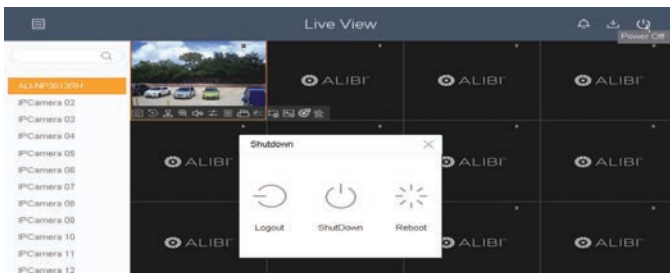 Live View
Power Off
ALI-NP3013RH
IPCamera 02
IPCamera 03
IPCamera 04
IPCamera 05
IPCamera 06
IPCamera 07
IPCamera 08
IPCamera 09
IPCamera 10
IPCamera 11
IPCamera 12
ALIBI
ALIBI
ALIBI
ALIBI
ALIBI
ALIBI
ALIBI
ALIBI
ALIBI
Shutdown
Logout
ShutDown
Reboot